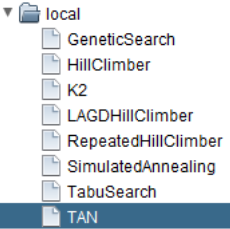 local
GeneticSearch
HillClimber
K2
LAGDHillClimber
RepeatedHillClimber
SimulatedAnnealing
TabuSearch
TAN